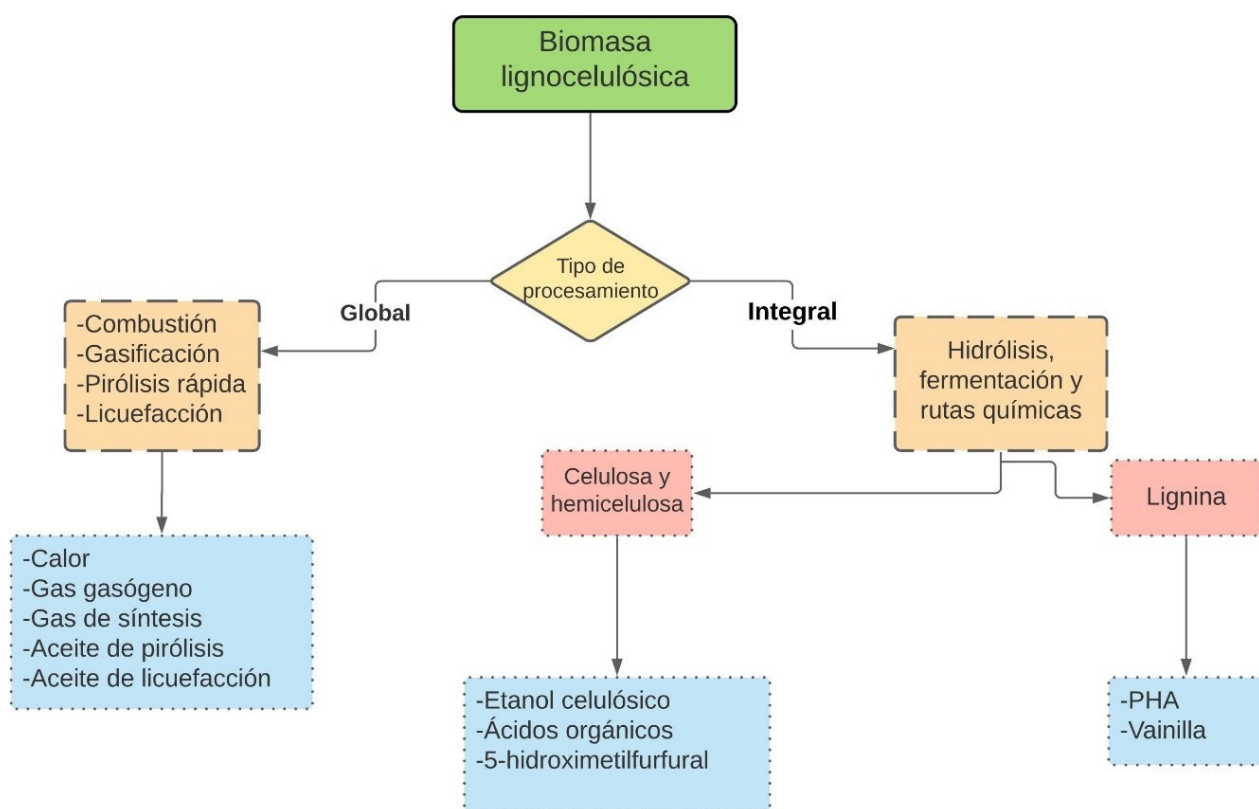 Biomasa
lignocelulósica
Tipo de
procesamiento
Global
Integral
-Combustión
-Gasificación
-Pirólisis rápida
-Licuefacción
Hidrólisis,
fermentación y
rutas químicas
Celulosa y
hemicelulosa
Lignina
-Calor
-Gas gasógeno
-Gas de síntesis
-Aceite de pirólisis
-Aceite de licuefacción
-Etanol celulósico
-Ácidos orgánicos
-5-hidroximetilfurfural
-PHA
-Vainilla